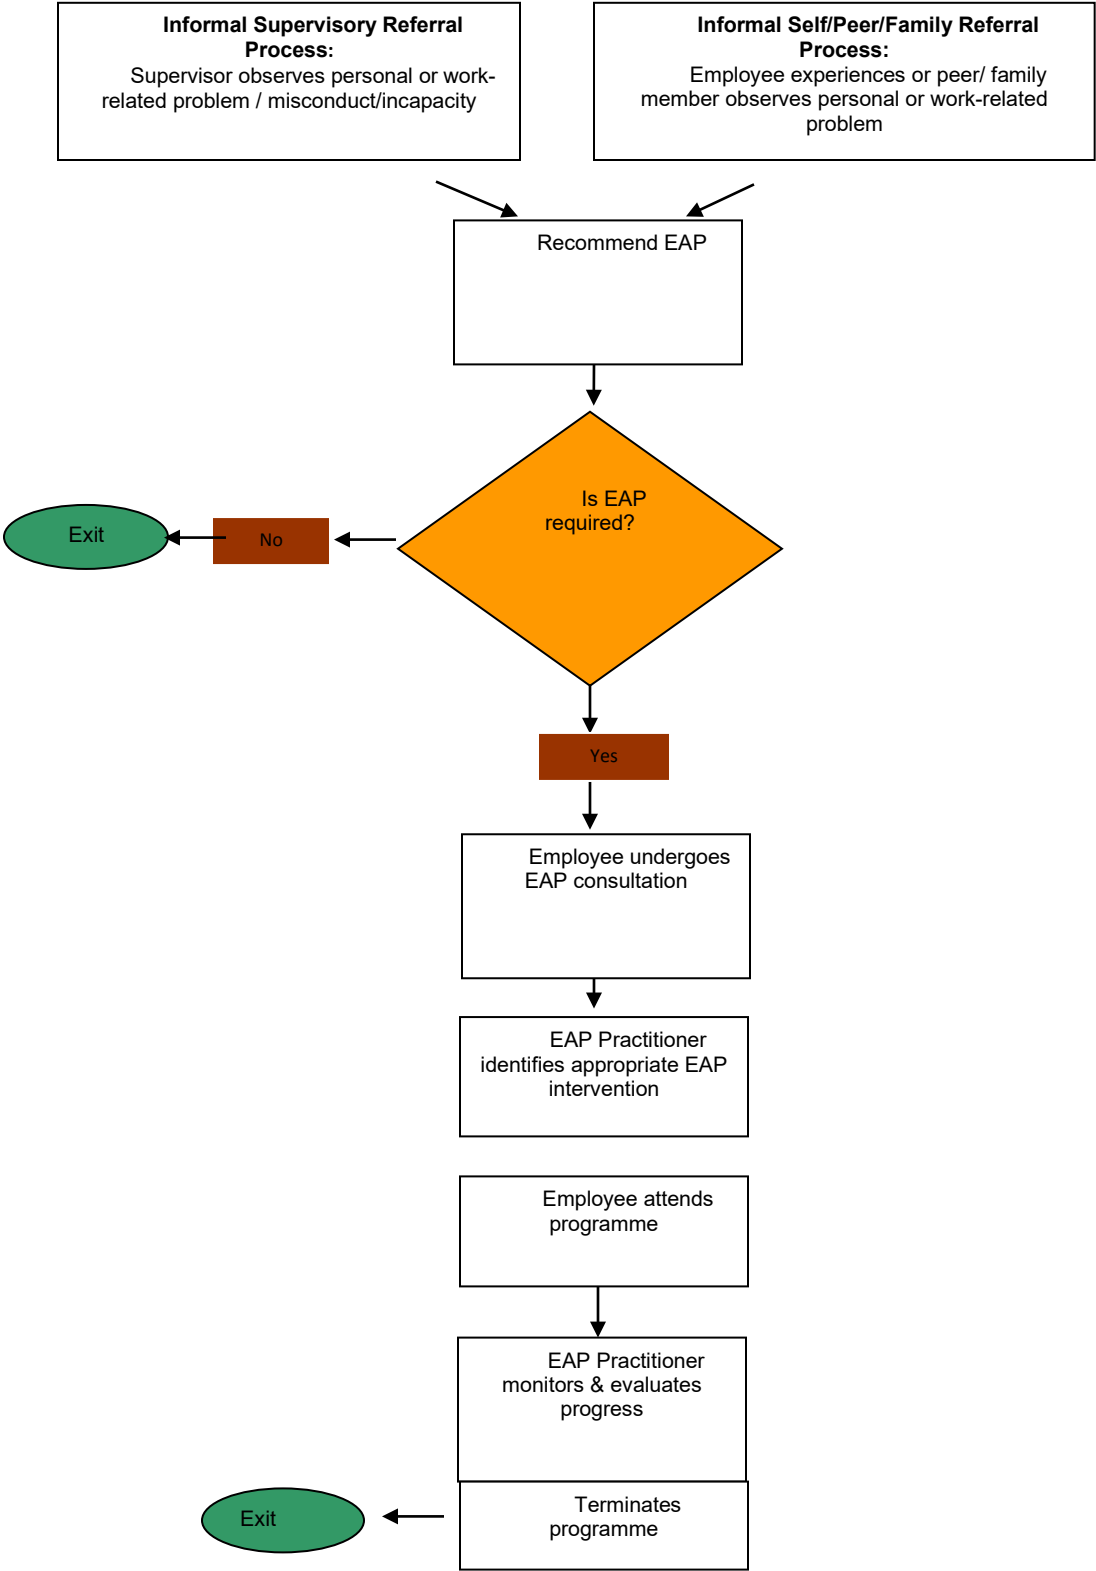 Informal Supervisory Referral
Process:
Supervisor observes personal or work-
related problem / misconduct/incapacity
Informal Self/Peer/Family Referral
Process:
Employee experiences or peer/ family
member observes personal or work-related
problem
Recommend EAP
Is EAP
required?
No
Exit
Yes
Employee undergoes
EAP consultation
EAP Practitioner
identifies appropriate EAP
intervention
Employee attends
programme
EAP Practitioner
monitors & evaluates
progress
Terminates
programme
Exit